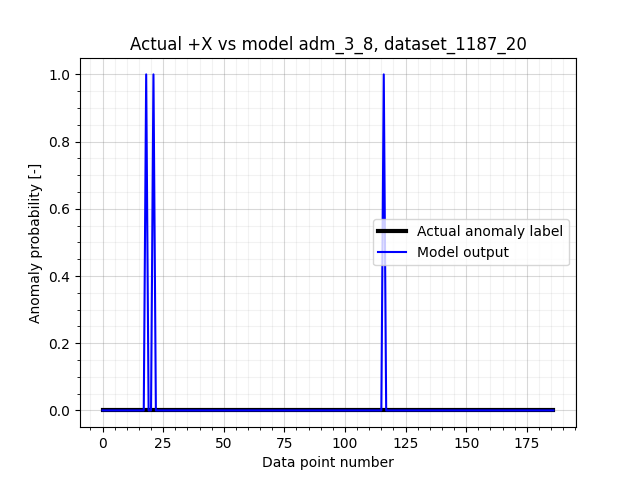 Actual +X vs model adm_3_8, dataset_1187_20
1.0
0.8
0.6
0.4
0.2
0.0
Anomaly probability [-]
Actual anomaly label
Model output
0 25 50 75 100 125 150 175
Data point number